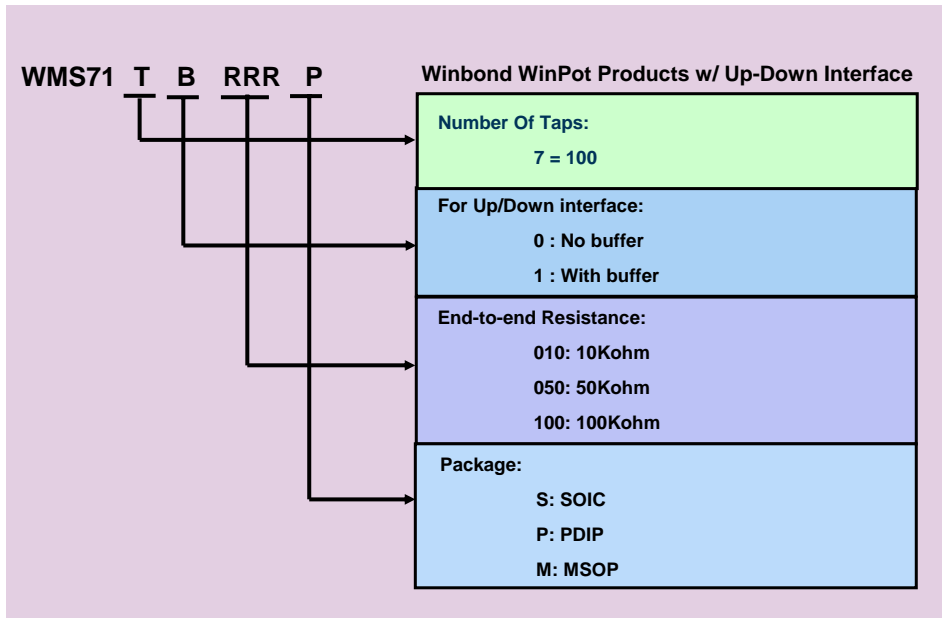 WMS71 T B RRR P
Winbond WinPot Products w/ Up-Down Interface
Number Of Taps:
7 = 100
For Up/Down interface:
0 : No buffer
1 : With buffer
End-to-end Resistance:
010: 10Kohm
050: 50Kohm
100: 100Kohm
Package:
S: SOIC
P: PDIP
M: MSOP